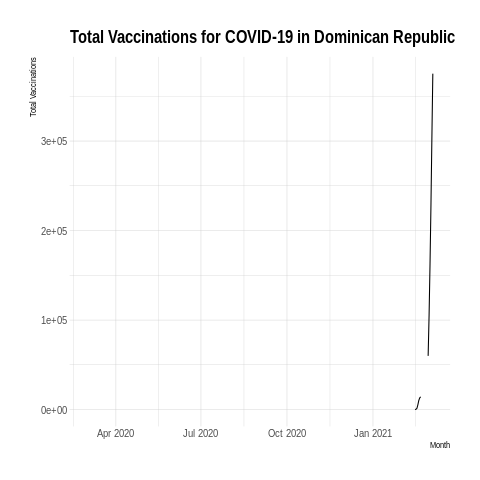 Total Vaccinations for COVID-19 in Dominican Republic
Total Vaccinations
3e+05
2e+05
1e+05
0e+00
Apr 2020 Jul 2020 Oct 2020 Jan 2021
Month